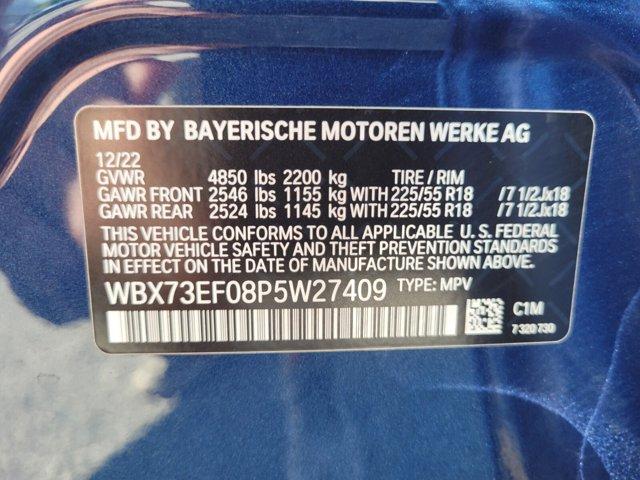 MFD BY BAYERISCHE MOTOREN WERKE AG
12/22
GVWR 4850 lbs 2200 kg TIRE / RIM
GAWR FRONT 2546 lbs 1155 kg WITH 225/55 R18 //7 1/2Jx18
GAWR REAR 2524 lbs 1145 kg WITH 225/55 R18 //7 1/2Jx18
THIS VEHICLE CONFORMS TO ALL APPLICABLE U. S. FEDERAL
MOTOR VEHICLE SAFETY AND THEFT PREVENTION STANDARDS
IN EFFECT ON THE DATE OF MANUFACTURE SHOWN ABOVE.
WBX73EF08P5W27409 TYPE: MPV
C1M
7 320 730